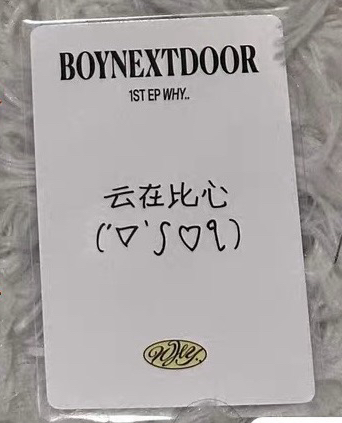 BOYNEXTDOOR
1ST EP WHY..
云在比心
(´▽`ʃ♡ƪ)
WHY..